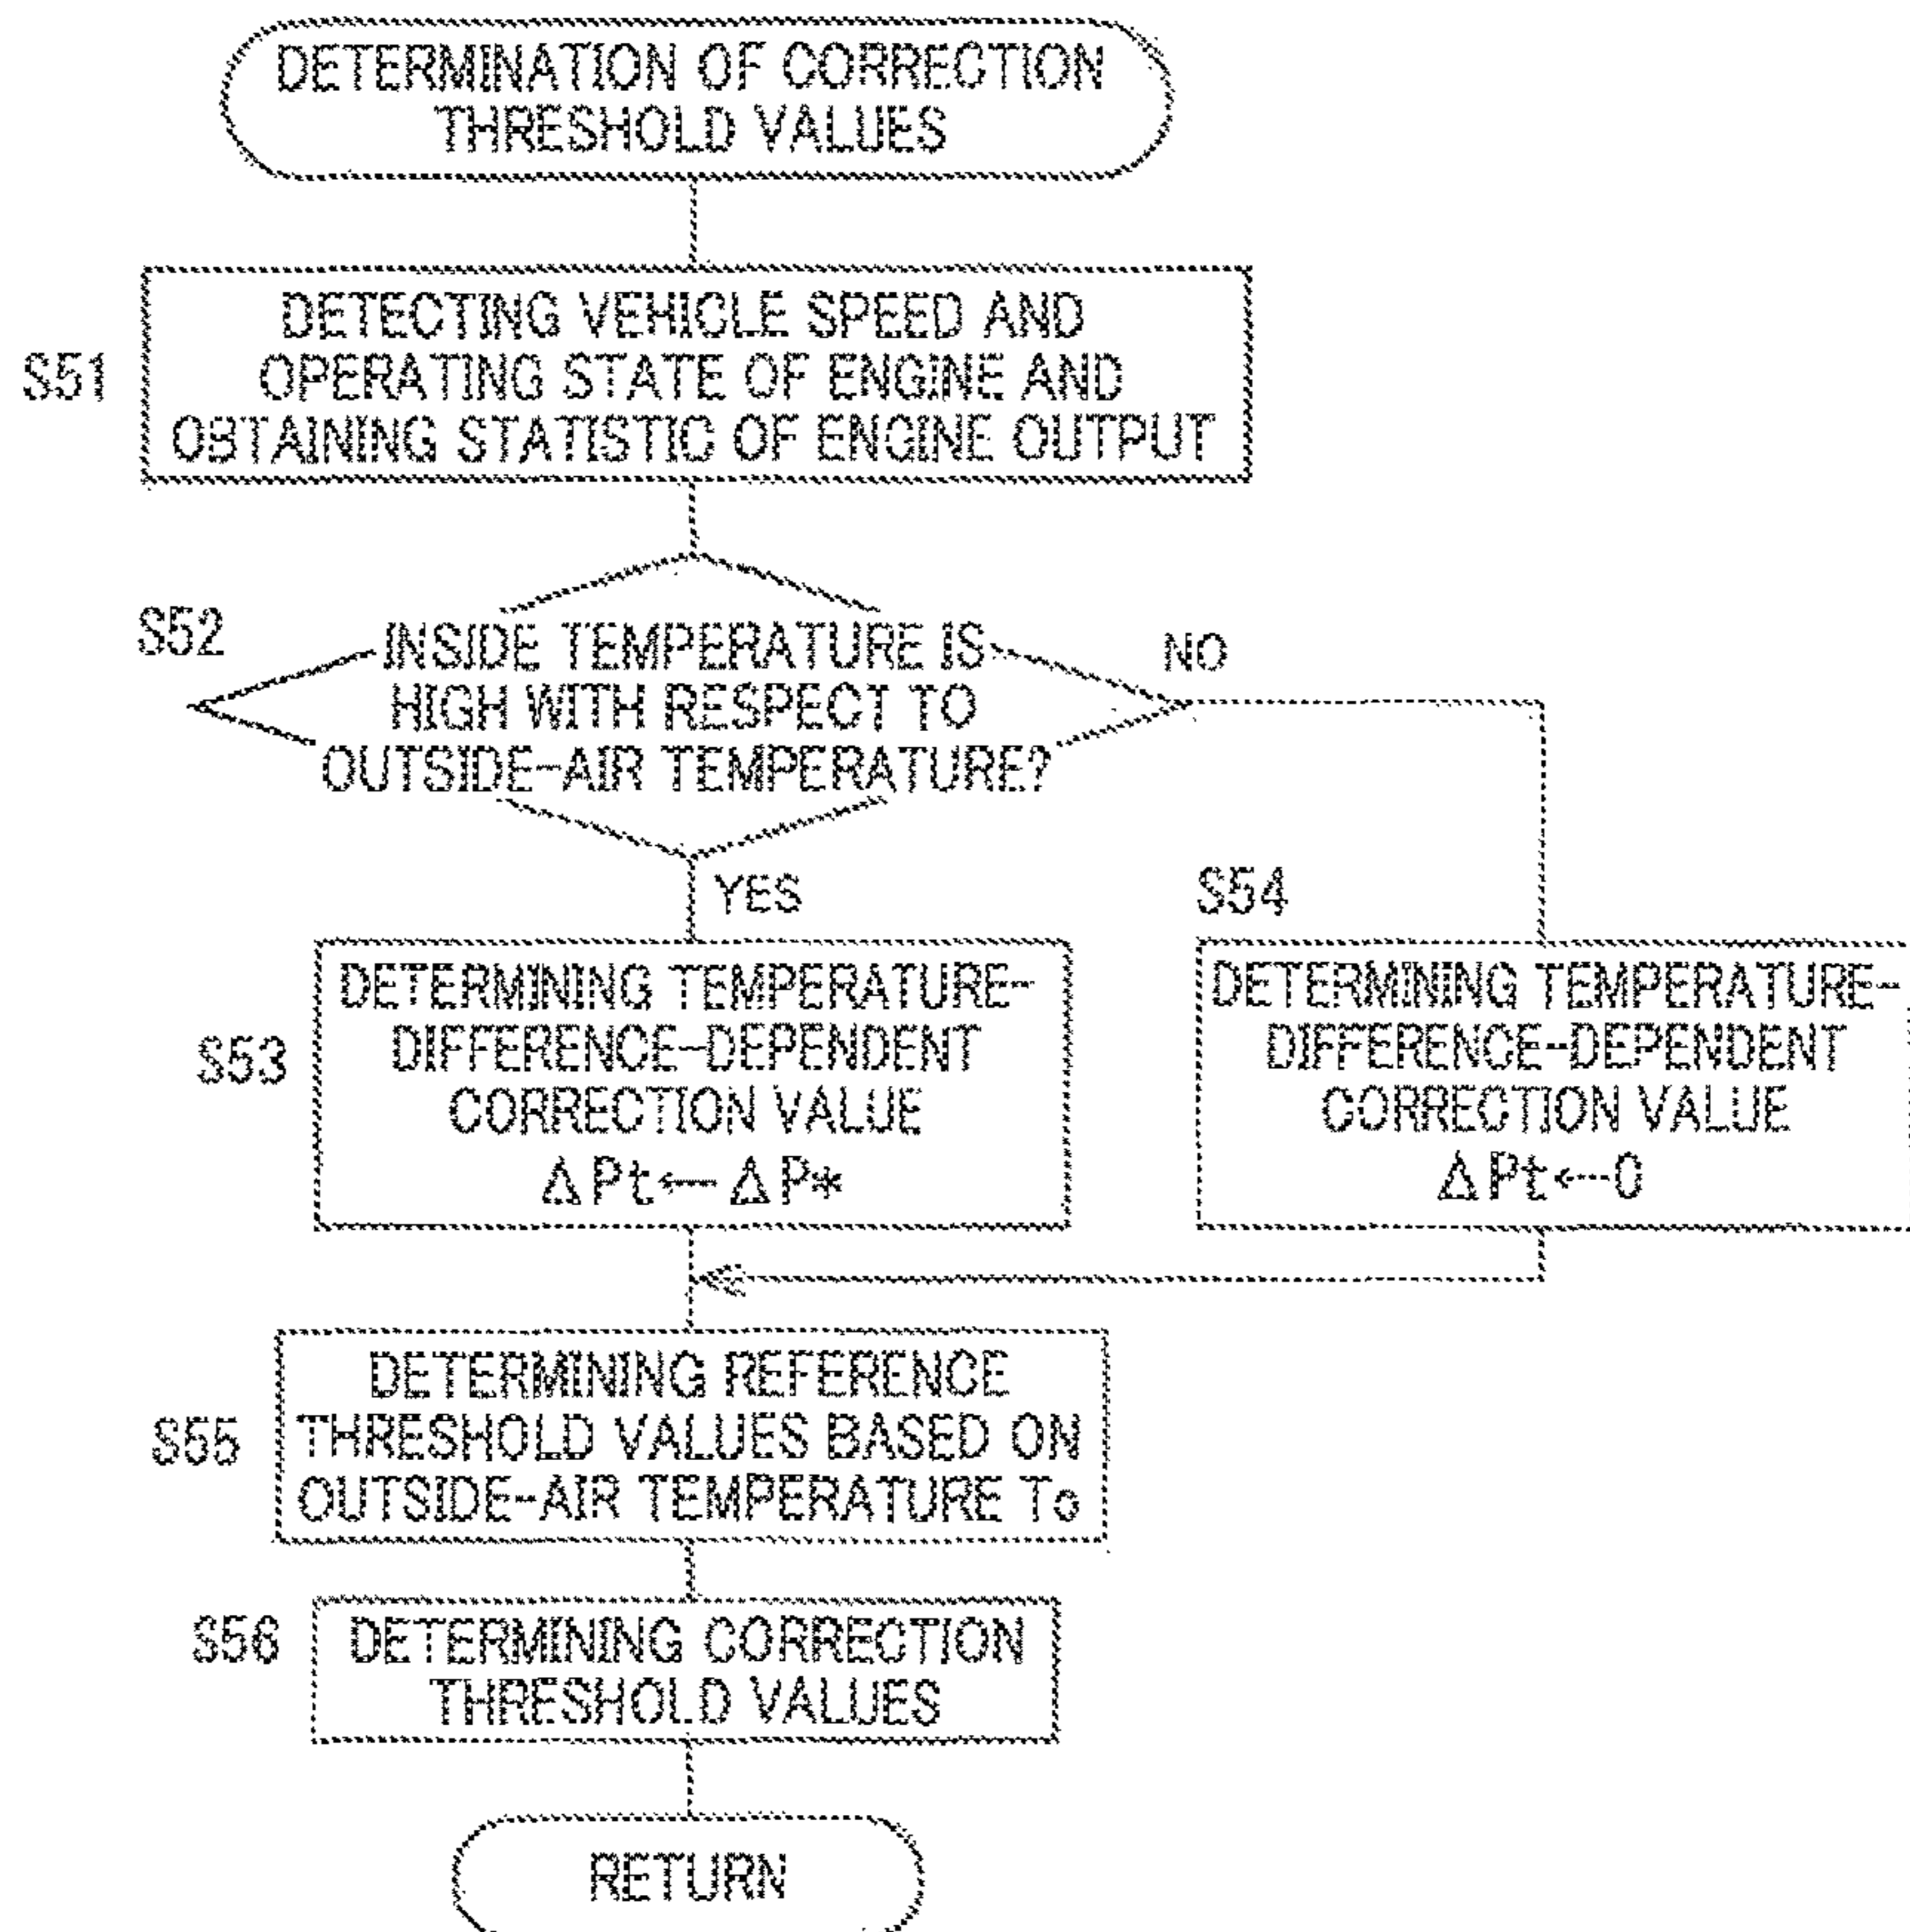 DETERMINATION OF CORRECTION
THRESHOLD VALUES
S51
DETECTING VEHICLE SPEED AND
OPERATING STATE OF ENGINE AND
OBTAINING STATISTIC OF ENGINE OUTPUT
S52
INSIDE TEMPERATURE IS
HIGH WITH RESPECT TO
OUTSIDE-AIR TEMPERATURE?
NO
YES
S53
DETERMINING TEMPERATURE-
DIFFERENCE-DEPENDENT
CORRECTION VALUE
ΔPt←ΔP*
S54
DETERMINING TEMPERATURE-
DIFFERENCE-DEPENDENT
CORRECTION VALUE
ΔPt←0
S55
DETERMINING REFERENCE
THRESHOLD VALUES BASED ON
OUTSIDE-AIR TEMPERATURE To
S56
DETERMINING CORRECTION
THRESHOLD VALUES
RETURN